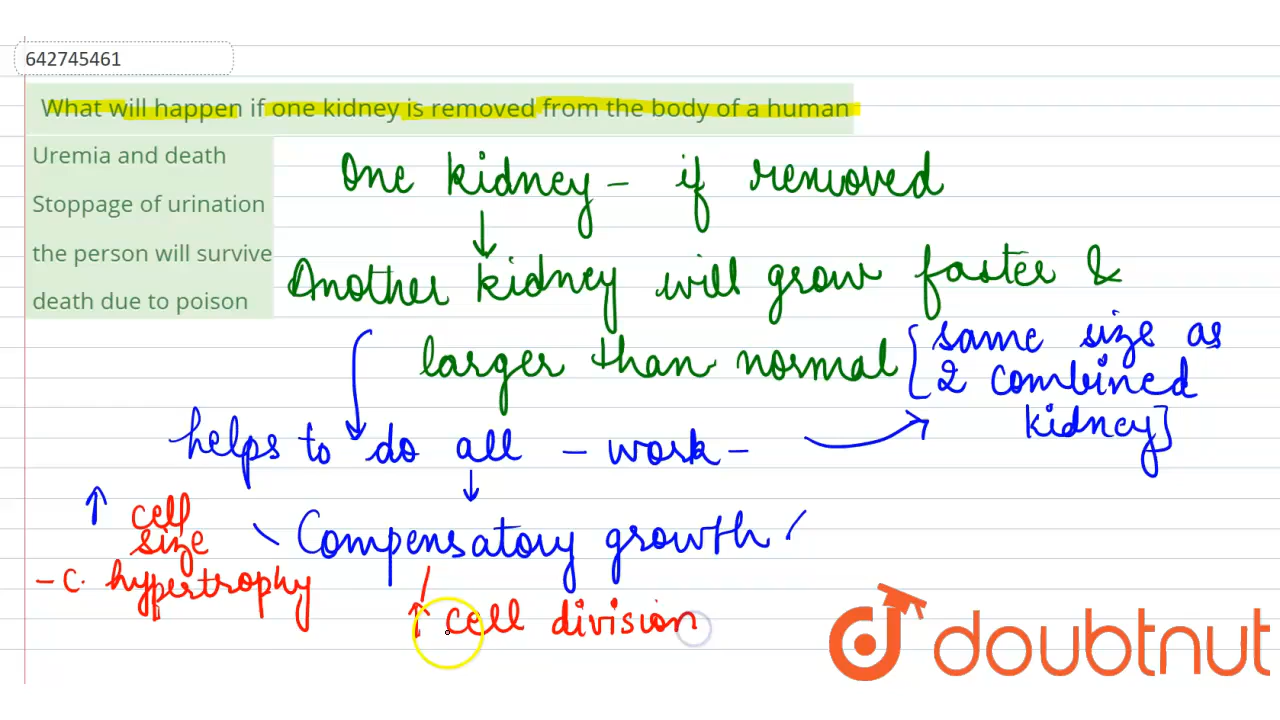 642745461
What will happen if one kidney is removed from the body of a human
Uremia and death
Stoppage of urination
the person will survive
death due to poison
One kidney - if removed
↓
Another kidney will grow faster &
larger than normal [same size as
2 combined
kidney]
helps to do all - work -
↓
Compensatory growth
↑ cell
size
- C. hypertrophy
↑ cell division
doubtnut